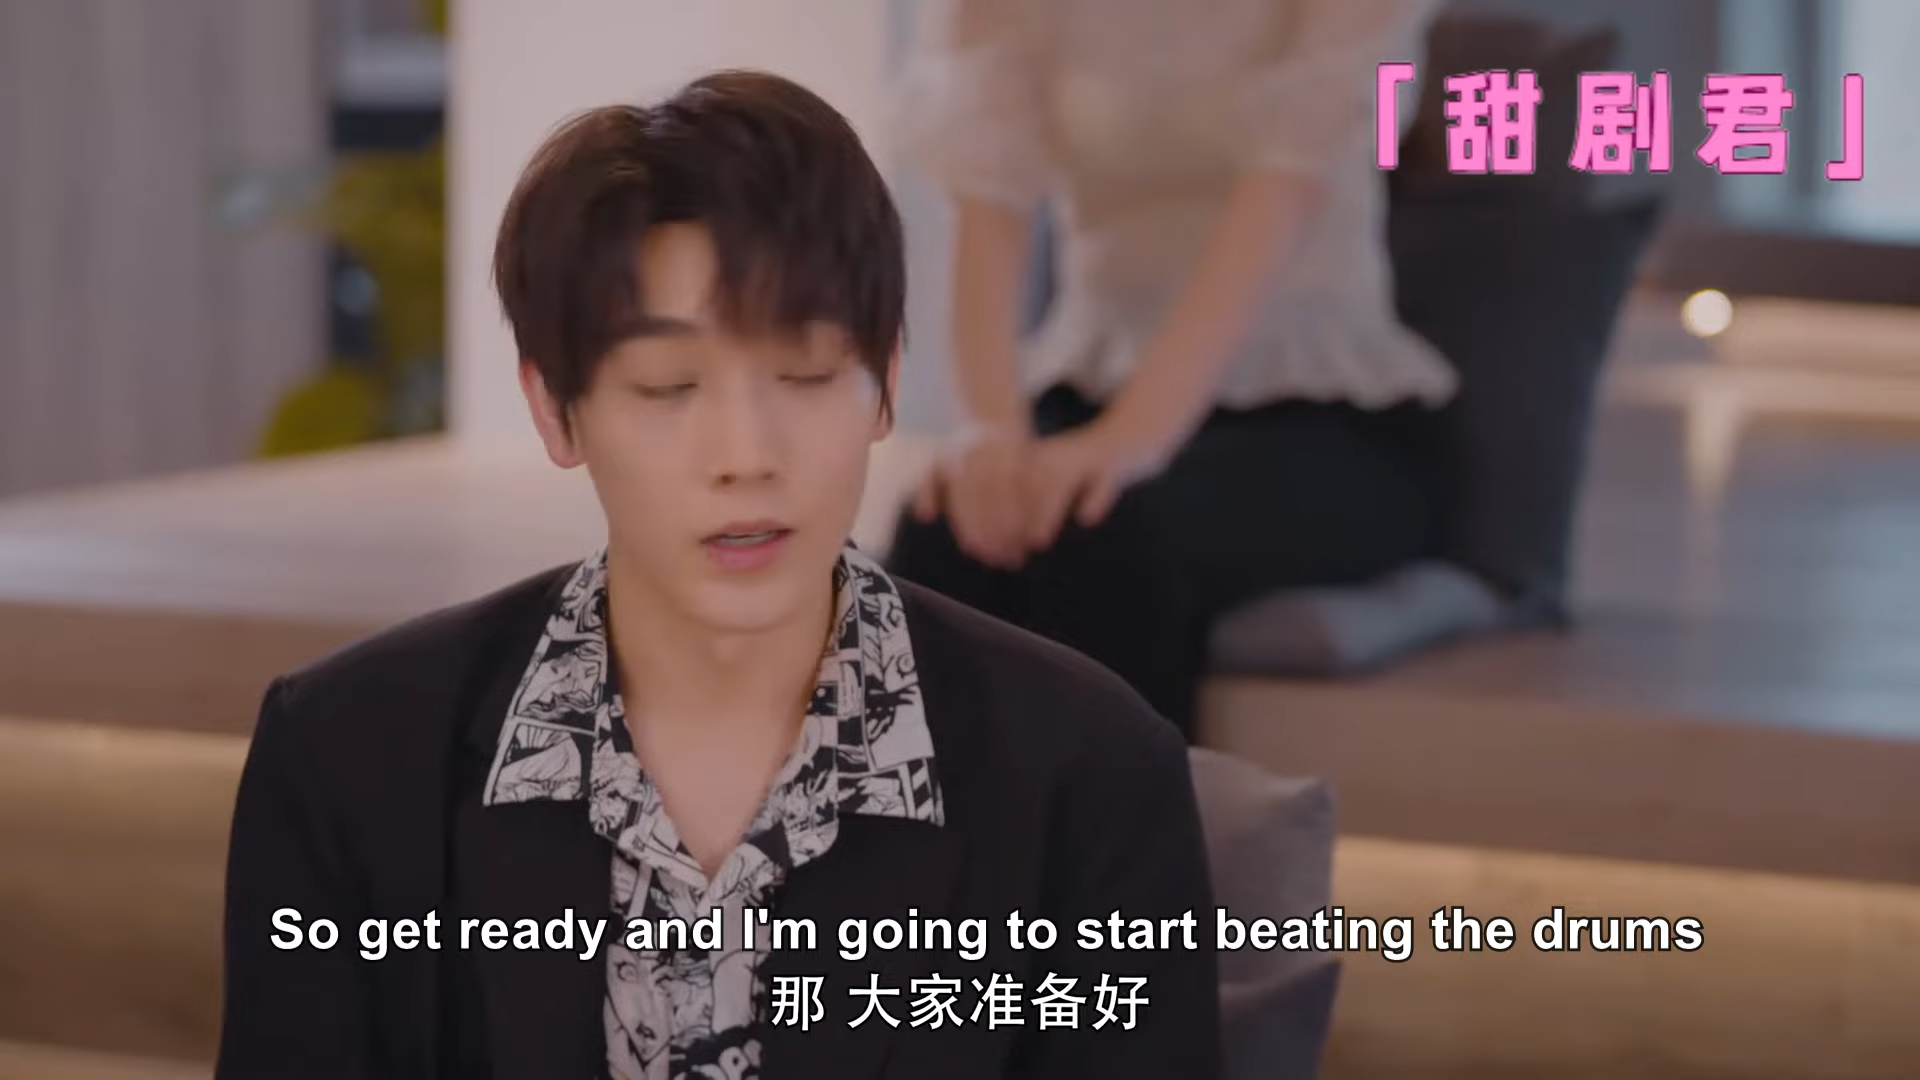 「甜剧君」
So get ready and I'm going to start beating the drums
那 大家准备好